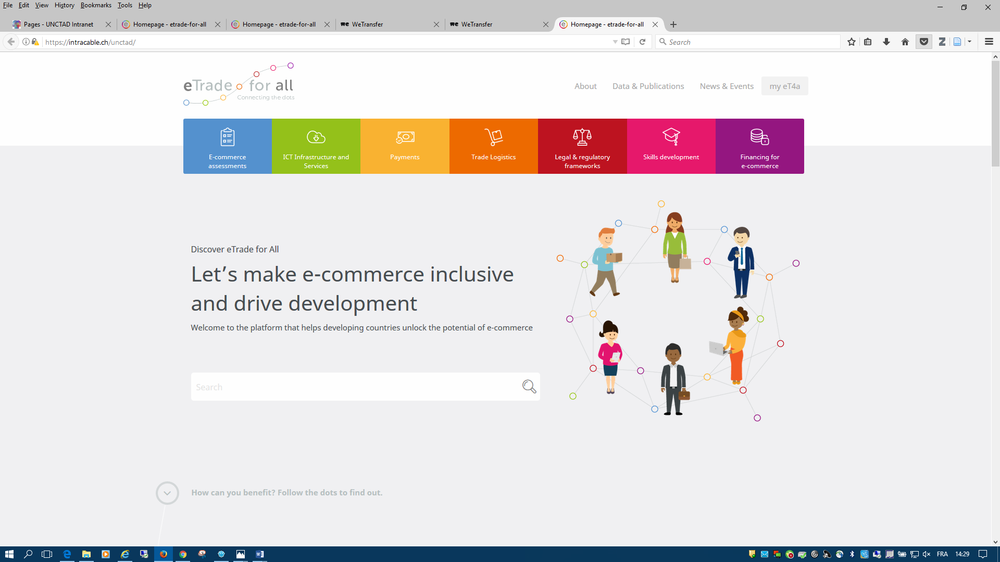 File Edit View History Bookmarks Tools Help
Pages - UNCTAD Intranet
Homepage - etrade-for-all
Homepage - etrade-for-all
WeTransfer
WeTransfer
Homepage - etrade-for-all
https://intracable.ch/unctad/
Search
eTrade for all
Connecting the dots
About
Data & Publications
News & Events
my eT4a
E-commerce
assessments
ICT Infrastructure and
Services
Payments
Trade Logistics
Legal & regulatory
frameworks
Skills development
Financing for
e-commerce
Discover eTrade for All
Let’s make e-commerce inclusive
and drive development
Welcome to the platform that helps developing countries unlock the potential of e-commerce
Search
How can you benefit? Follow the dots to find out.
FRA
14:29